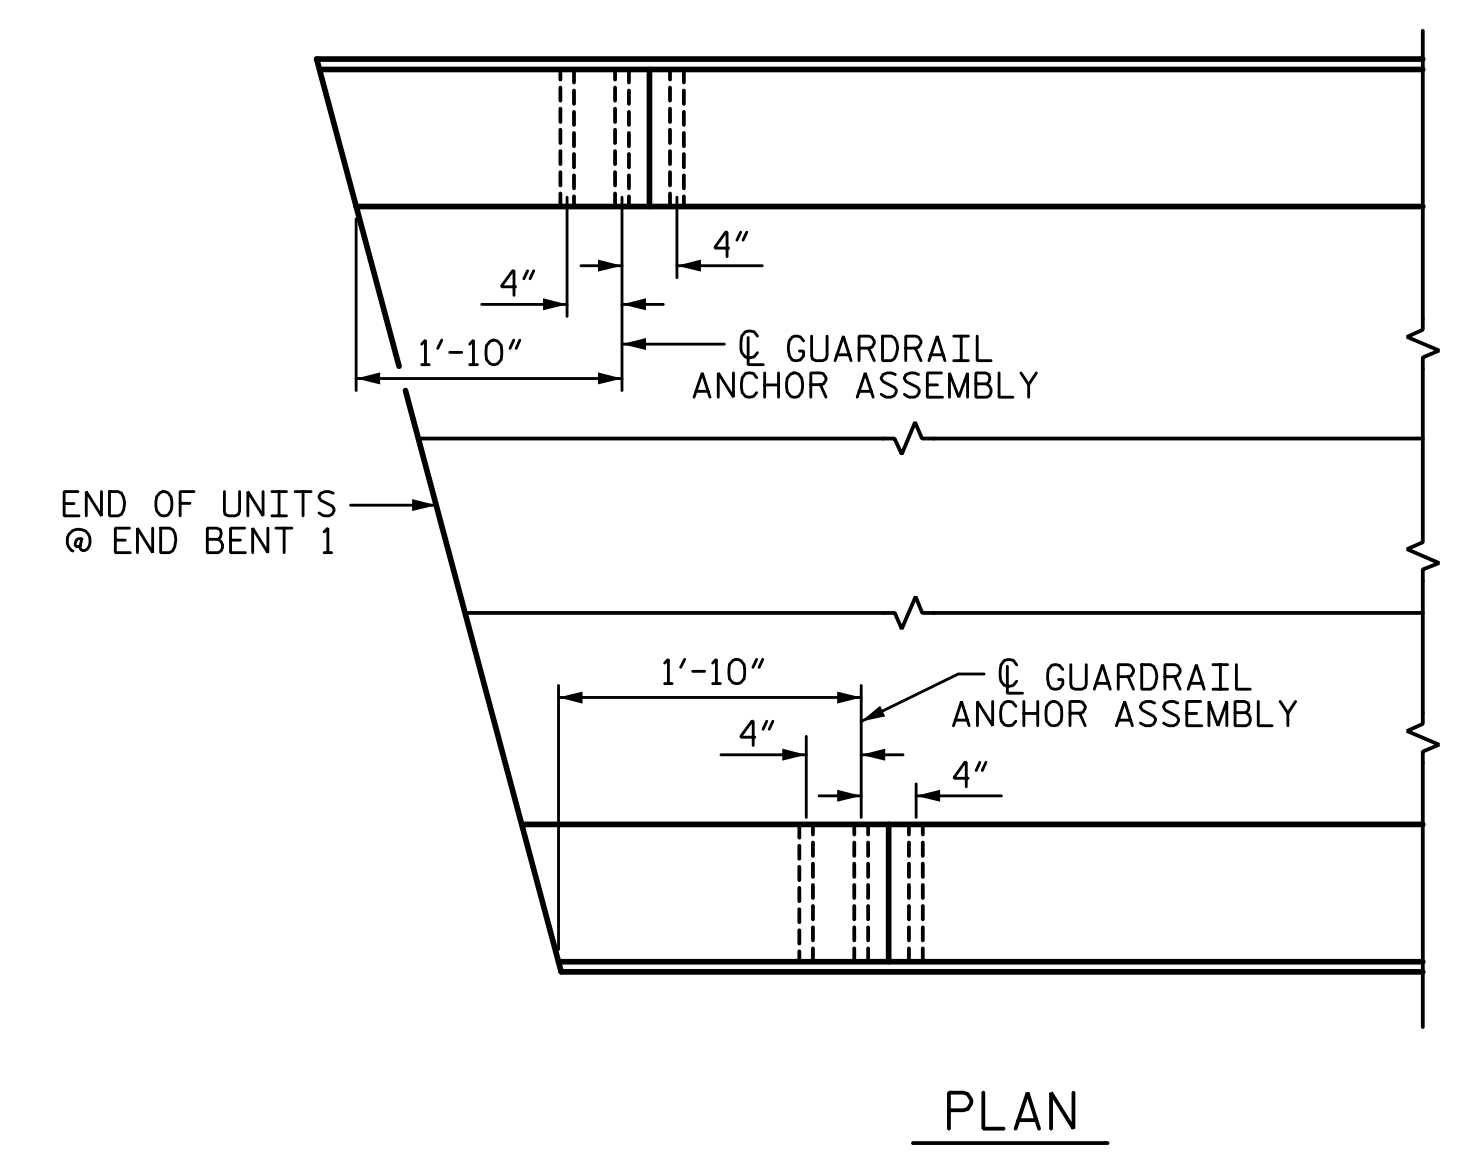 4"
4"
1'-10"
℄ GUARDRAIL
ANCHOR ASSEMBLY
END OF UNITS
@ END BENT 1
1'-10"
℄ GUARDRAIL
ANCHOR ASSEMBLY
4"
4"
PLAN